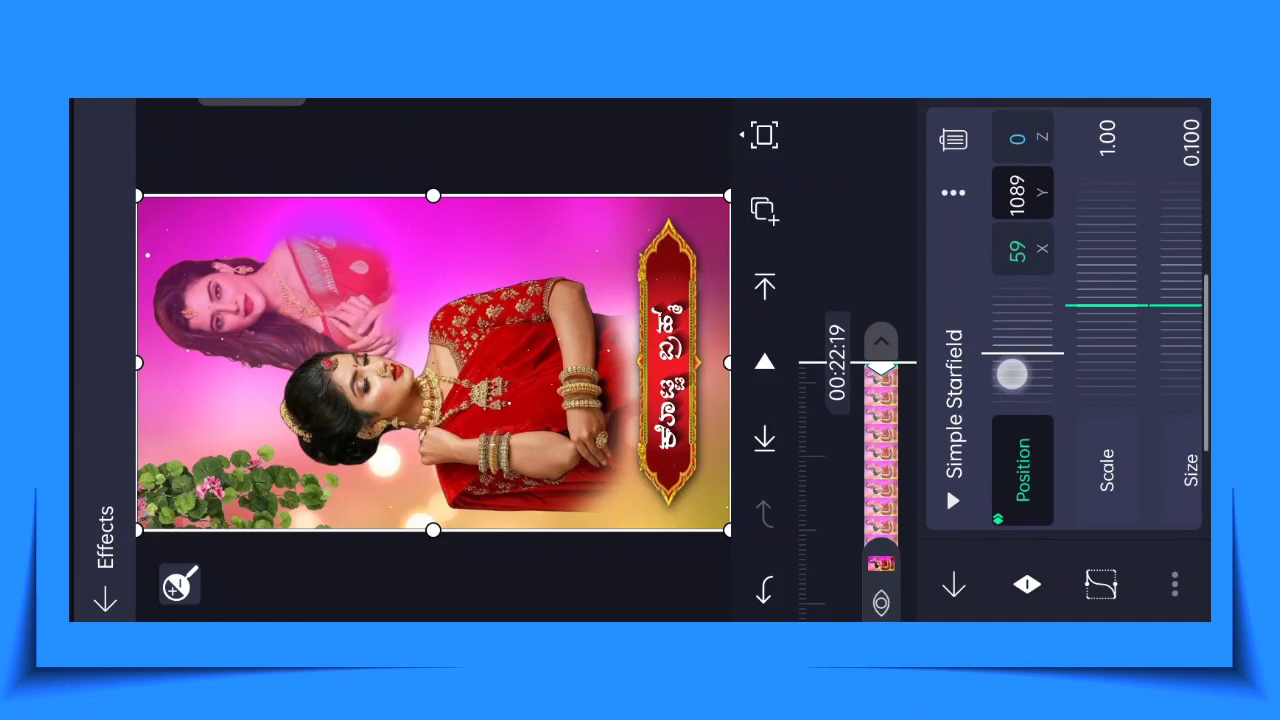 Effects
00:22:19
Simple Starfield
Position
59
X
1089
Y
0
Z
Scale
1.00
Size
0.100